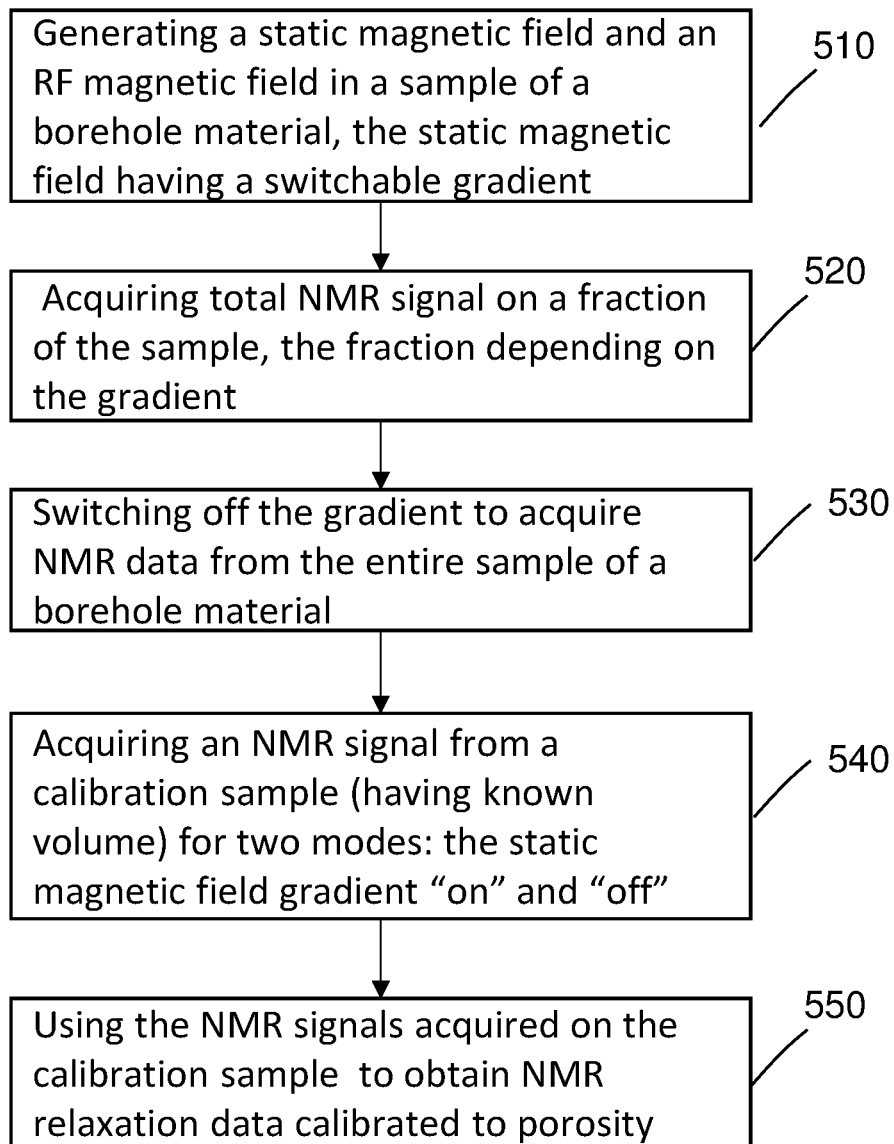 Generating a static magnetic field and an
RF magnetic field in a sample of a
borehole material, the static magnetic
field having a switchable gradient
510
Acquiring total NMR signal on a fraction
of the sample, the fraction depending on
the gradient
520
Switching off the gradient to acquire
NMR data from the entire sample of a
borehole material
530
Acquiring an NMR signal from a
calibration sample (having known
volume) for two modes: the static
magnetic field gradient “on” and “off”
540
Using the NMR signals acquired on the
calibration sample to obtain NMR
relaxation data calibrated to porosity
550